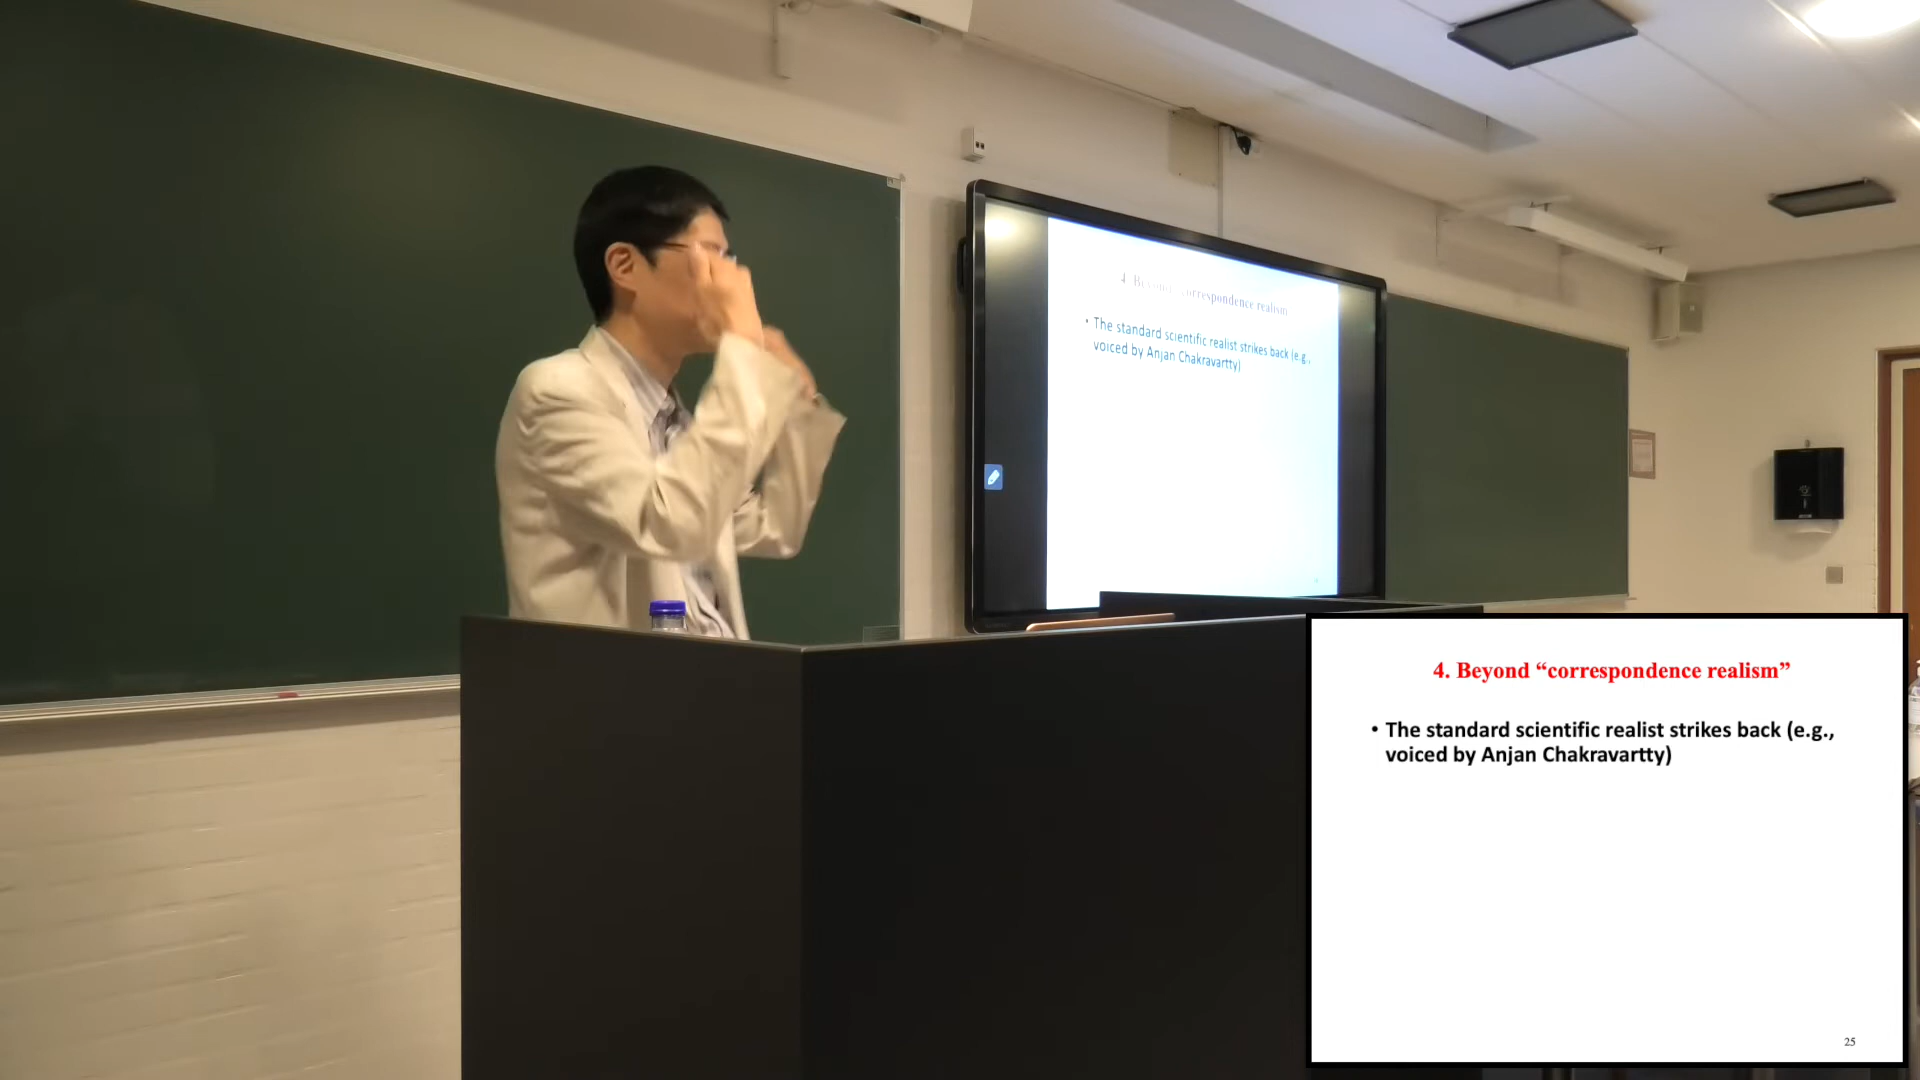 4. Beyond “correspondence realism
• The standard scientific realist strikes back (e.g.,
voiced by Anjan Chakravartty)
4. Beyond “correspondence realism”
• The standard scientific realist strikes back (e.g.,
voiced by Anjan Chakravartty)
25